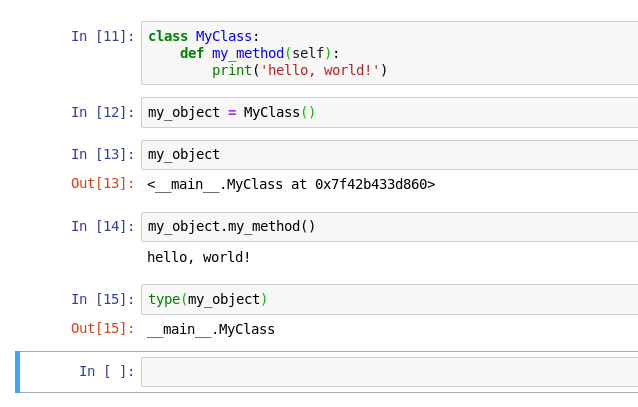 In [11]: class MyClass:
    def my_method(self):
        print('hello, world!')
In [12]: my_object = MyClass()
In [13]: my_object
Out[13]: <__main__.MyClass at 0x7f42b433d860>
In [14]: my_object.my_method()
hello, world!
In [15]: type(my_object)
Out[15]: __main__.MyClass
In [ ]: